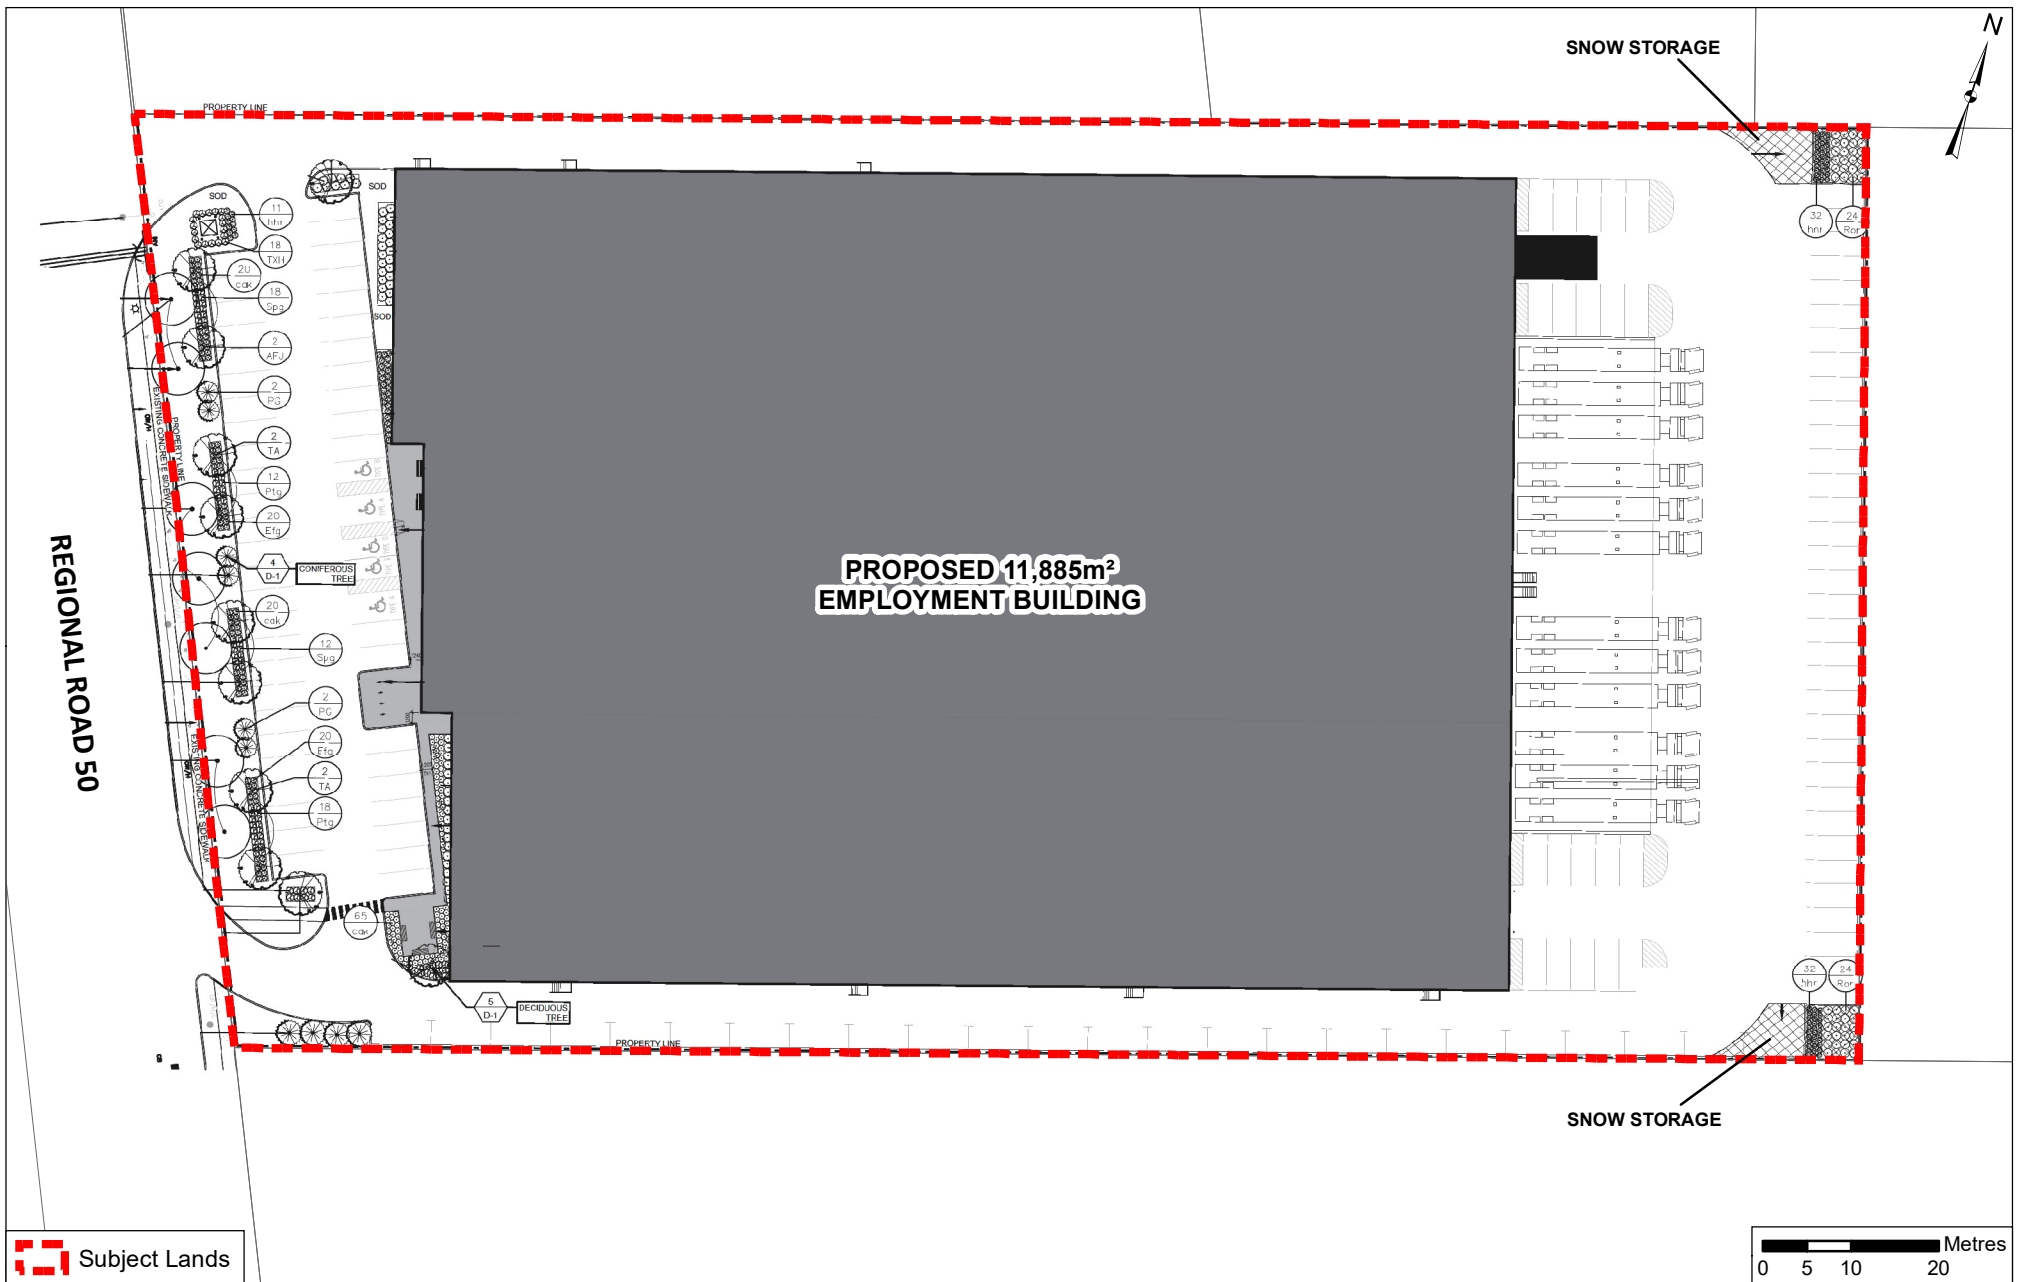 N
SNOW STORAGE
PROPERTY LINE
SOD
SOD
11
hhr
18
TXH
20
cak
18
Spg
SOD
2
AFJ
2
PG
2
TA
12
Ptg
20
Efg
4
D-1
CONIFEROUS
TREE
20
cak
12
Spg
2
PG
20
Efg
2
TA
18
Ptg
65
cak
5
D-1
DECIDUOUS
TREE
32
hhr
24
Ror
PROPERTY LINE
EXISTING CONCRETE SIDEWALK
EXISTING CONCRETE SIDEWALK
REGIONAL ROAD 50
PROPOSED 11,885m²
EMPLOYMENT BUILDING
32
hhr
24
Ror
PROPERTY LINE
SNOW STORAGE
Subject Lands
Metres
0 5 10 20